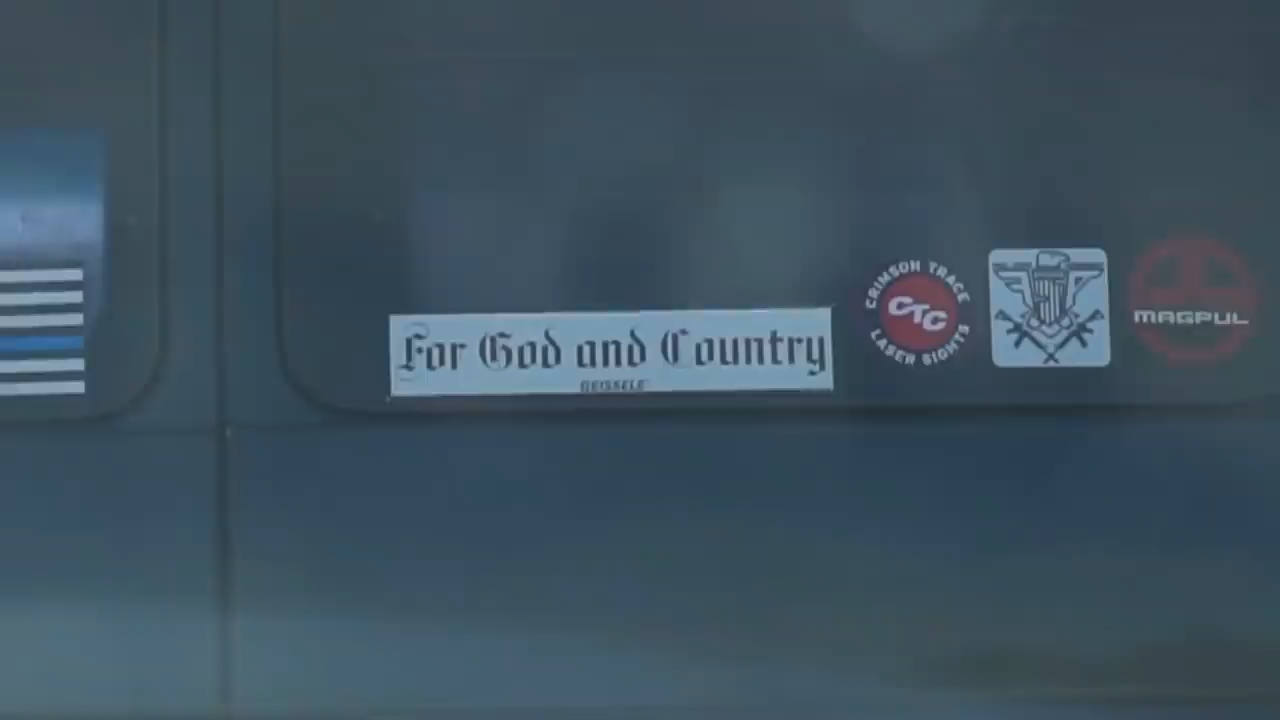 For God and Country
GEISSELE
CRIMSON TRACE
CTC
LASER SIGHTS
MAGPUL